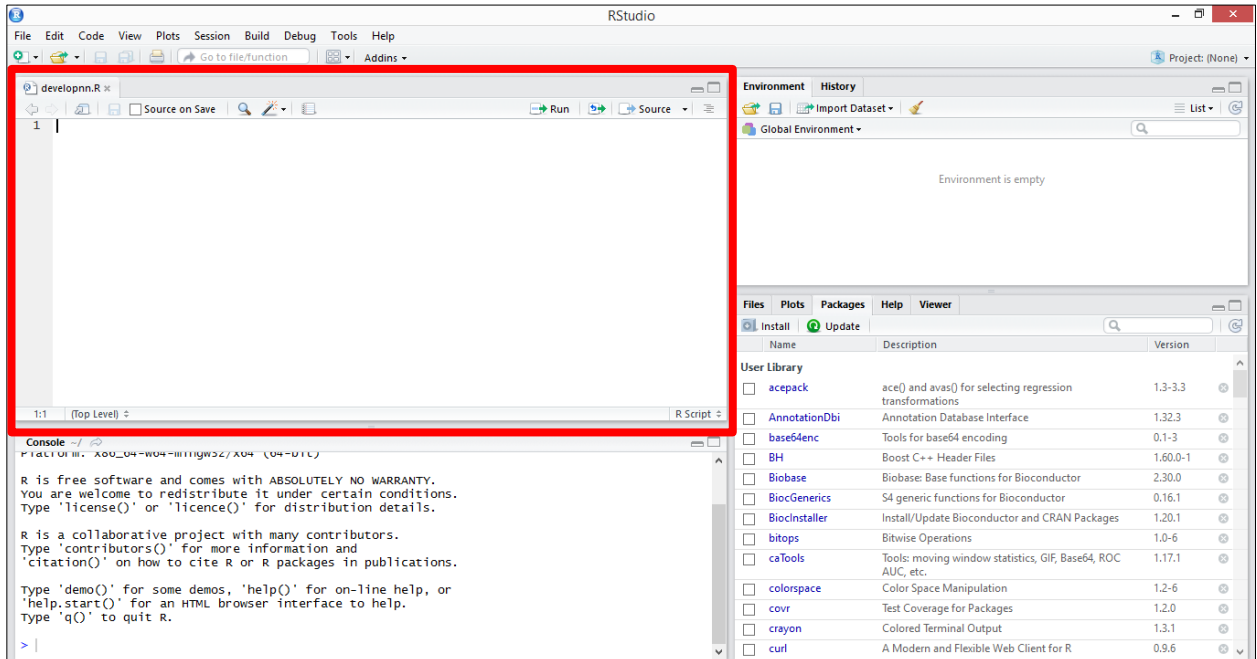 RStudio
File Edit Code View Plots Session Build Debug Tools Help
Go to file/function Addins Project: (None)
developnn.R
Source on Save Run Source
1
1:1 (Top Level) R Script
Console ~/
Platform: x86_64-w64-mingw32/x64 (64-bit)
R is free software and comes with ABSOLUTELY NO WARRANTY.
You are welcome to redistribute it under certain conditions.
Type 'license()' or 'licence()' for distribution details.
R is a collaborative project with many contributors.
Type 'contributors()' for more information and
'citation()' on how to cite R or R packages in publications.
Type 'demo()' for some demos, 'help()' for on-line help, or
'help.start()' for an HTML browser interface to help.
Type 'q()' to quit R.
>
Environment History
Import Dataset List
Global Environment
Environment is empty
Files Plots Packages Help Viewer
Install Update
Name Description Version
User Library
acepack ace() and avas() for selecting regression 1.3-3.3
transformations
AnnotationDbi Annotation Database Interface 1.32.3
base64enc Tools for base64 encoding 0.1-3
BH Boost C++ Header Files 1.60.0-1
Biobase Biobase: Base functions for Bioconductor 2.30.0
BiocGenerics S4 generic functions for Bioconductor 0.16.1
BiocInstaller Install/Update Bioconductor and CRAN Packages 1.20.1
bitops Bitwise Operations 1.0-6
caTools Tools: moving window statistics, GIF, Base64, ROC 1.17.1
AUC, etc.
colorspace Color Space Manipulation 1.2-6
covr Test Coverage for Packages 1.2.0
crayon Colored Terminal Output 1.3.1
curl A Modern and Flexible Web Client for R 0.9.6